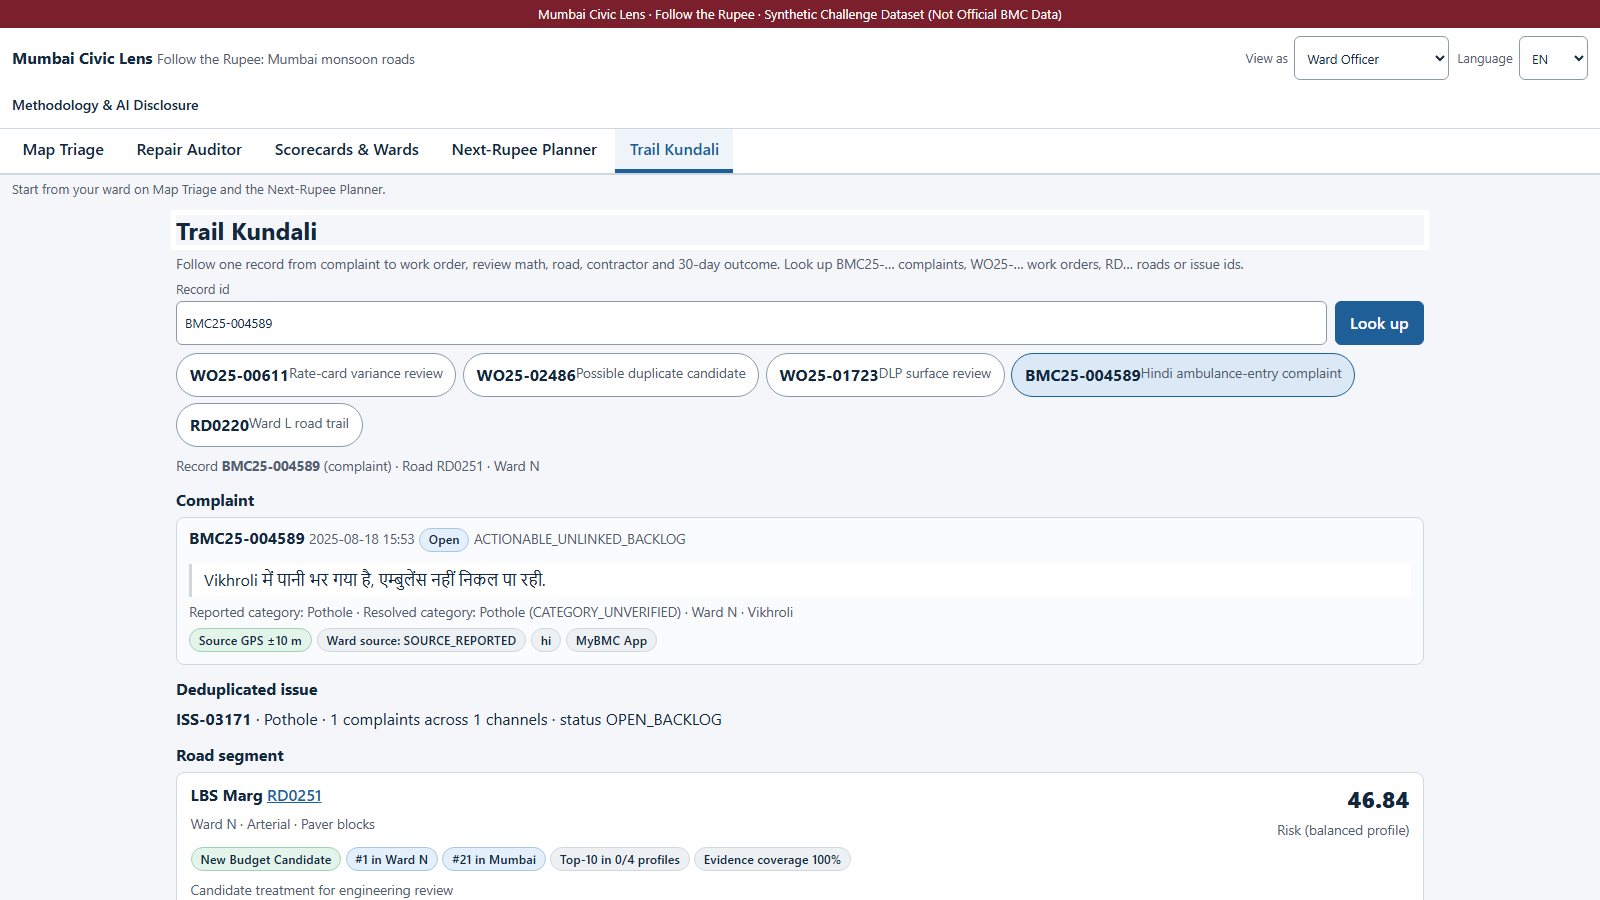 Mumbai Civic Lens · Follow the Rupee · Synthetic Challenge Dataset (Not Official BMC Data)
Mumbai Civic Lens Follow the Rupee: Mumbai monsoon roads
View as Ward Officer Language EN
Methodology & AI Disclosure
Map Triage Repair Auditor Scorecards & Wards Next-Rupee Planner Trail Kundali
Start from your ward on Map Triage and the Next-Rupee Planner.
Trail Kundali
Follow one record from complaint to work order, review math, road, contractor and 30-day outcome. Look up BMC25-... complaints, WO25-... work orders, RD... roads or issue ids.
Record id
BMC25-004589 Look up
WO25-00611 Rate-card variance review WO25-02486 Possible duplicate candidate WO25-01723 DLP surface review BMC25-004589 Hindi ambulance-entry complaint
RD0220 Ward L road trail
Record BMC25-004589 (complaint) · Road RD0251 · Ward N
Complaint
BMC25-004589 2025-08-18 15:53 Open ACTIONABLE_UNLINKED_BACKLOG
Vikhroli में पानी भर गया है, एम्बुलेंस नहीं निकल पा रही.
Reported category: Pothole · Resolved category: Pothole (CATEGORY_UNVERIFIED) · Ward N · Vikhroli
Source GPS ±10 m Ward source: SOURCE_REPORTED hi MyBMC App
Deduplicated issue
ISS-03171 · Pothole · 1 complaints across 1 channels · status OPEN_BACKLOG
Road segment
LBS Marg RD0251 46.84
Ward N · Arterial · Paver blocks Risk (balanced profile)
New Budget Candidate #1 in Ward N #21 in Mumbai Top-10 in 0/4 profiles Evidence coverage 100%
Candidate treatment for engineering review